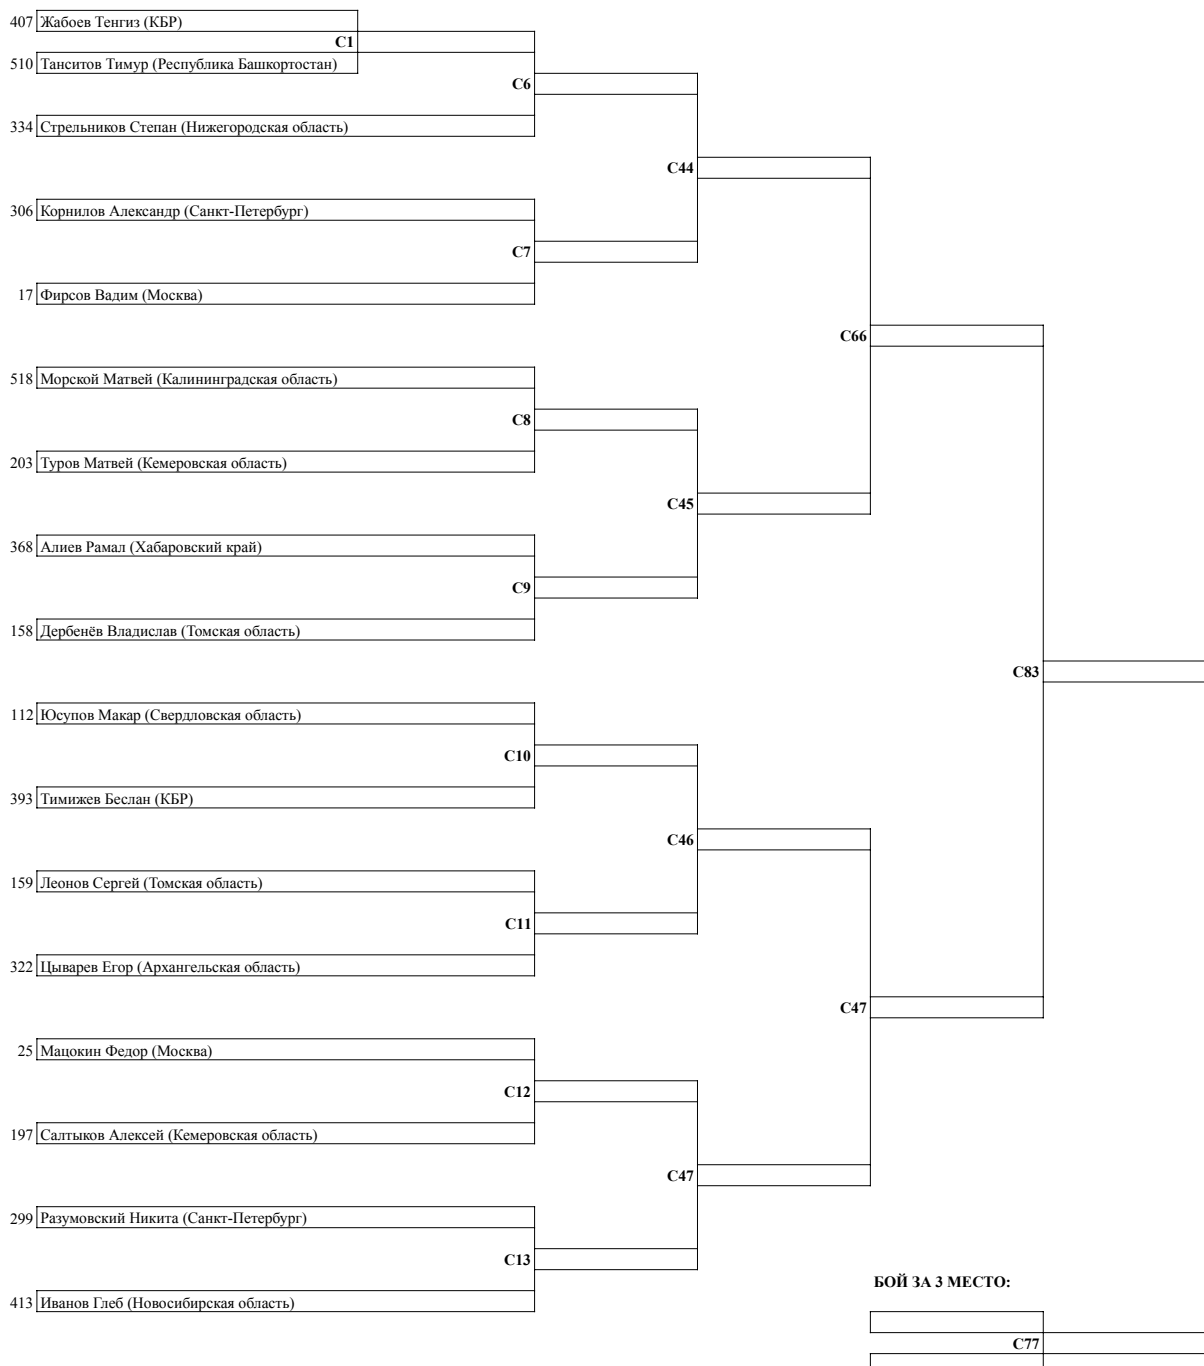 407 Жабоев Тенгиз (КБР)
C1
510 Танситов Тимур (Республика Башкортостан)
C6
334 Стрельников Степан (Нижегородская область)
C44
306 Корнилов Александр (Санкт-Петербург)
C7
17 Фирсов Вадим (Москва)
C66
518 Морской Матвей (Калининградская область)
C8
203 Туров Матвей (Кемеровская область)
C45
368 Алиев Рамал (Хабаровский край)
C9
158 Дербенёв Владислав (Томская область)
C83
112 Юсупов Макар (Свердловская область)
C10
393 Тимижев Беслан (КБР)
C46
159 Леонов Сергей (Томская область)
C11
322 Цыварев Егор (Архангельская область)
C47
25 Мацокин Федор (Москва)
C12
197 Салтыков Алексей (Кемеровская область)
C47
299 Разумовский Никита (Санкт-Петербург)
C13
БОЙ ЗА 3 МЕСТО:
413 Иванов Глеб (Новосибирская область)
C77